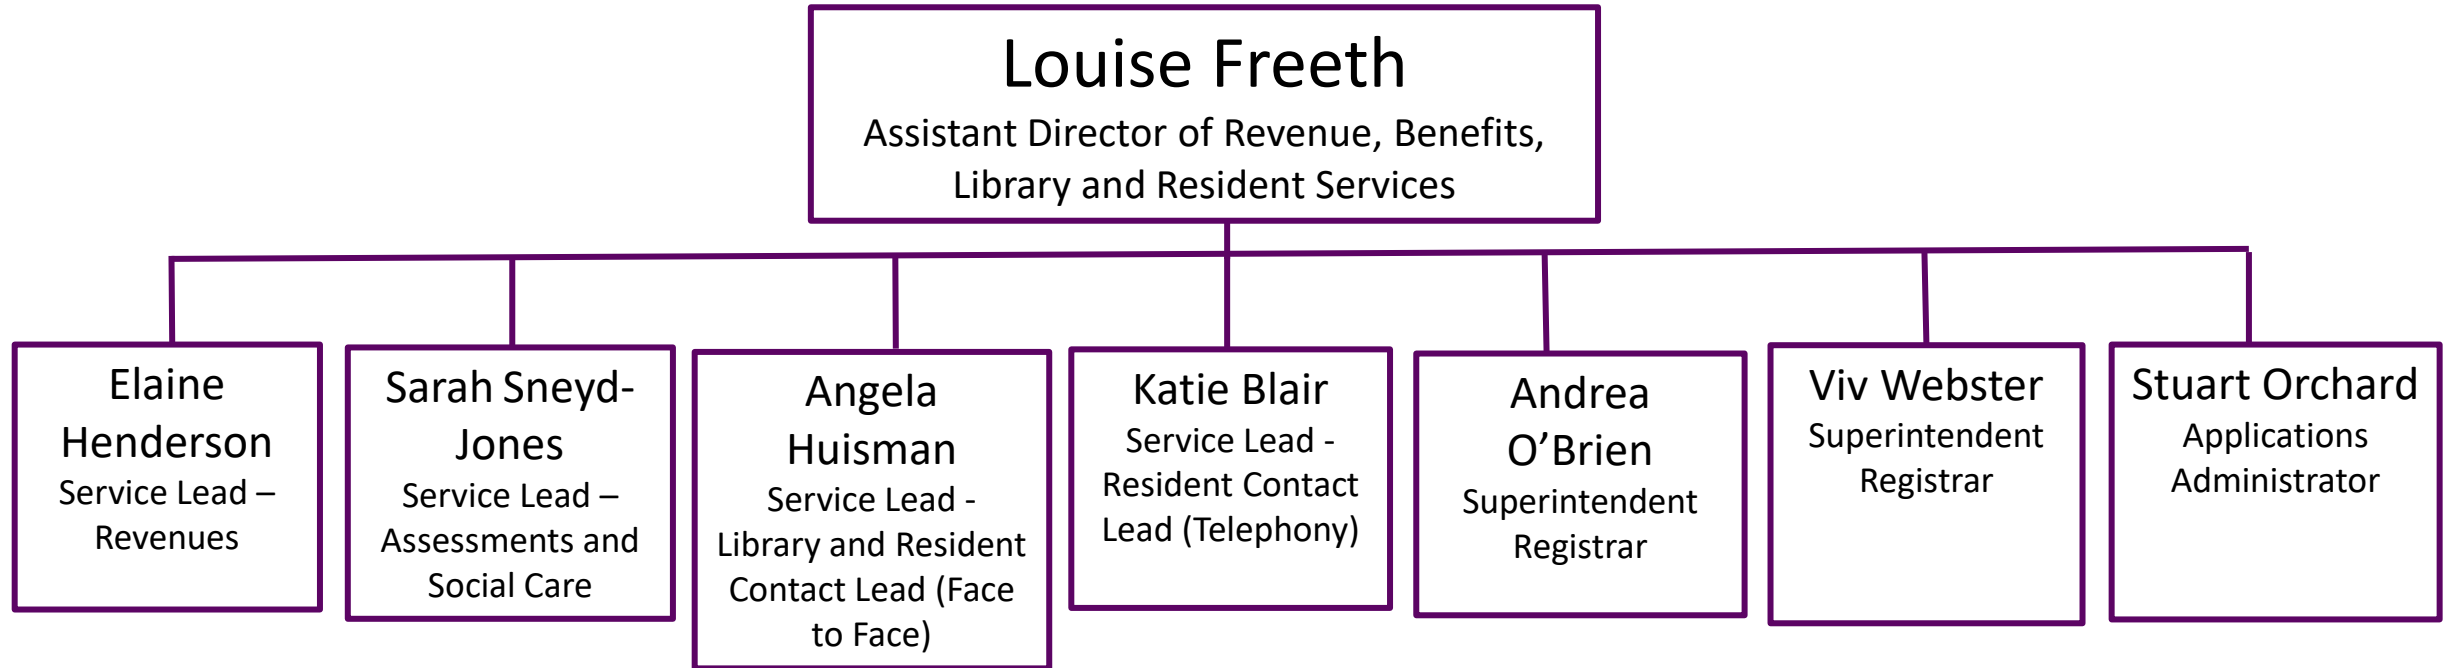 Louise Freeth
Assistant Director of Revenue, Benefits,
Library and Resident Services
Elaine
Henderson
Service Lead –
Revenues
Sarah Sneyd-
Jones
Service Lead –
Assessments and
Social Care
Angela
Huisman
Service Lead -
Library and Resident
Contact Lead (Face
to Face)
Katie Blair
Service Lead -
Resident Contact
Lead (Telephony)
Andrea
O’Brien
Superintendent
Registrar
Viv Webster
Superintendent
Registrar
Stuart Orchard
Applications
Administrator